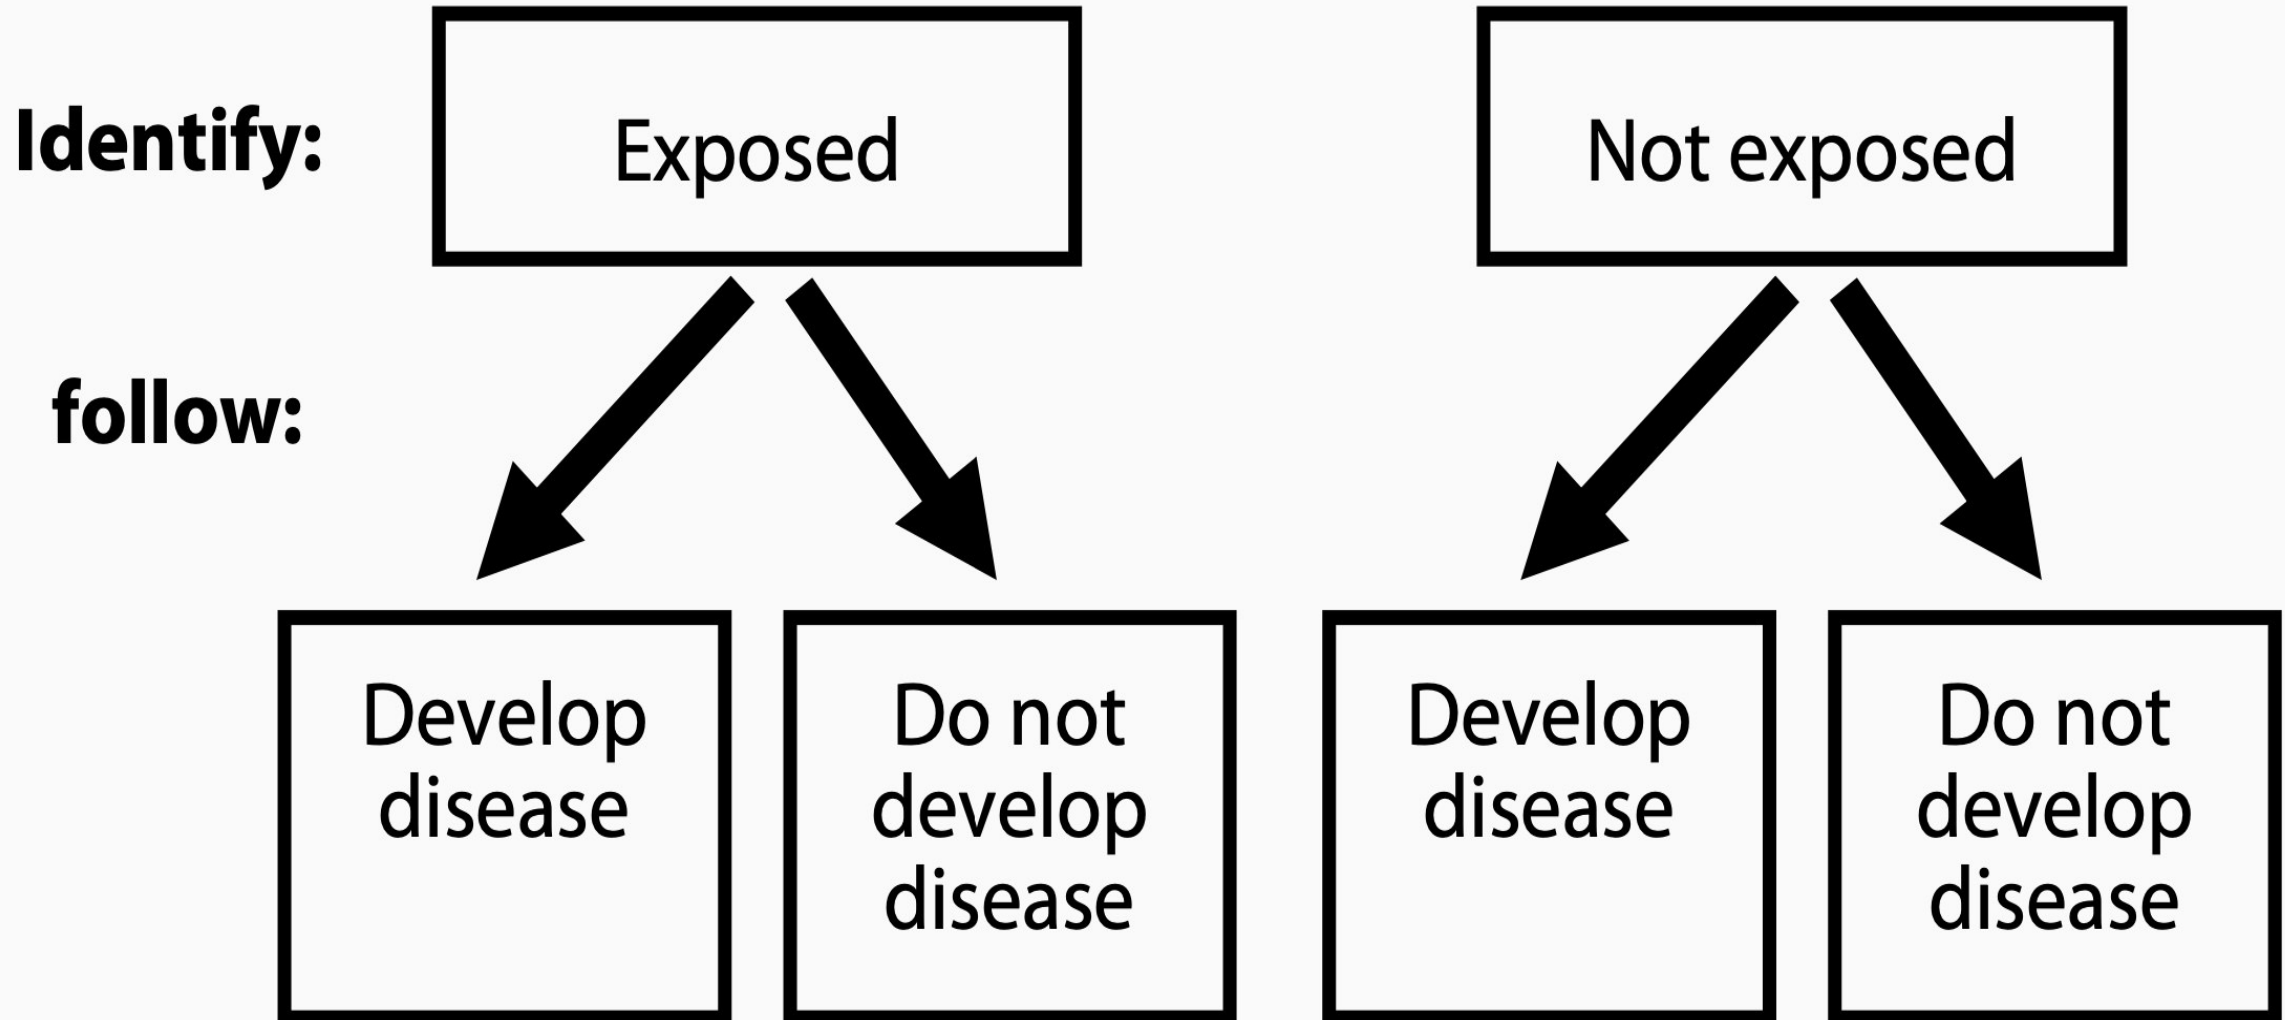 Identify:
Exposed
Not exposed
follow:
Develop
disease
Do not
develop
disease
Develop
disease
Do not
develop
disease